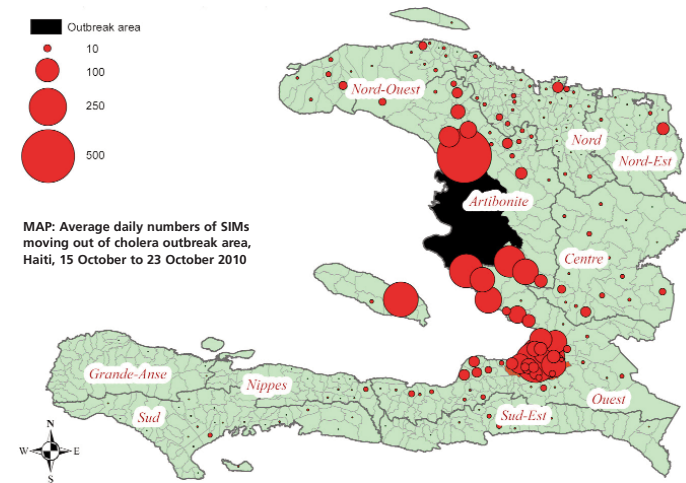 Outbreak area
10
100
250
500
MAP: Average daily numbers of SIMs
moving out of cholera outbreak area,
Haiti, 15 October to 23 October 2010
Nord-Ouest
Nord
Nord-Est
Artibonite
Centre
Grande-Anse
Nippes
Ouest
Sud
Sud-Est
N
W E
S